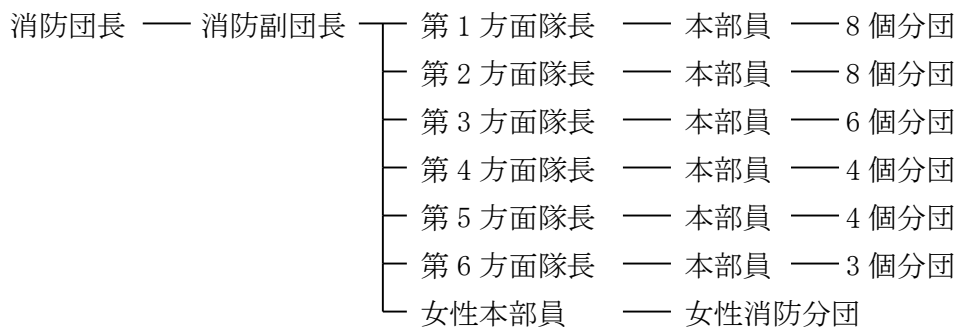 消防団長 消防副団長 第1方面隊長 本部員 8個分団
第2方面隊長 本部員 8個分団
第3方面隊長 本部員 6個分団
第4方面隊長 本部員 4個分団
第5方面隊長 本部員 4個分団
第6方面隊長 本部員 3個分団
女性本部員 女性消防分団